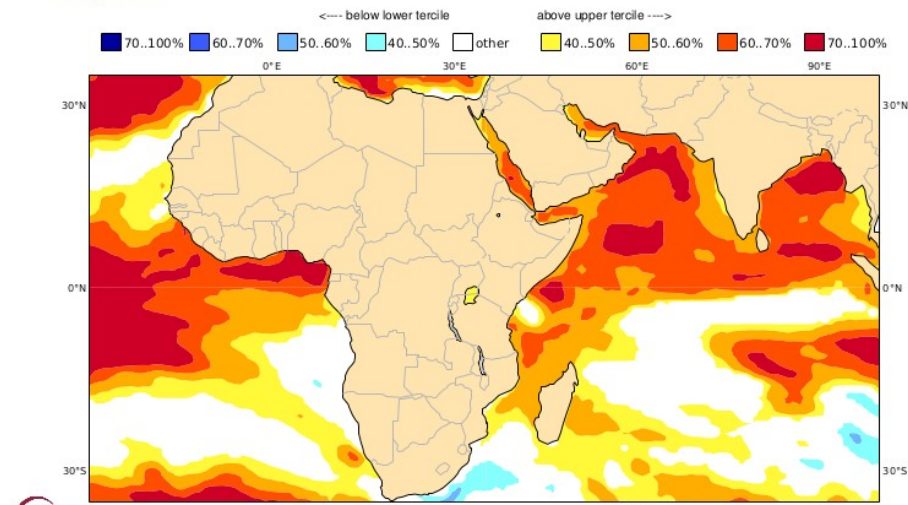 <---- below lower tercile above upper tercile ---->
70..100% 60..70% 50..60% 40..50% other 40..50% 50..60% 60..70% 70..100%
0°E 30°E 60°E 90°E
30°N 30°N
0°N 0°N
30°S 30°S